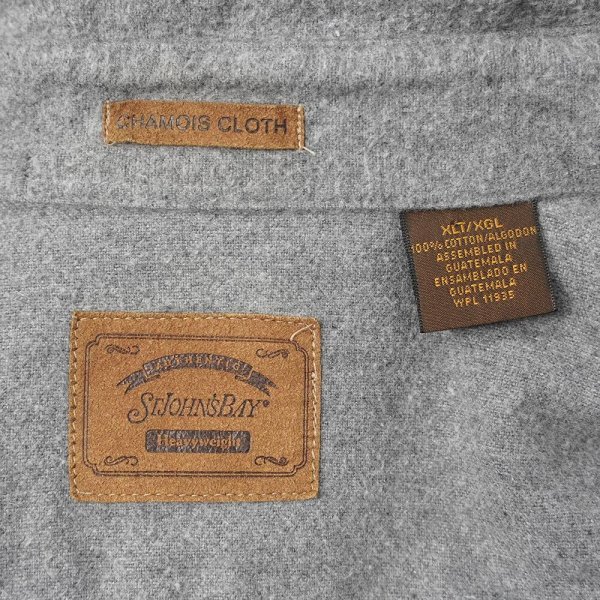 CHAMOIS CLOTH
XLT/XGL
100% COTTON/ALGODON
ASSEMBLED IN
GUATEMALA
ENSAMBLADO EN
GUATEMALA
WPL 11935
ST JOHN'S BAY®
Heavyweight